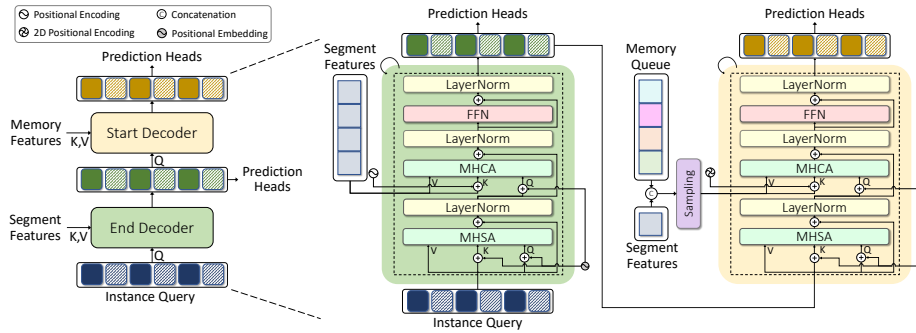 Positional Encoding
2D Positional Encoding
C Concatenation
Positional Embedding
Prediction Heads
Memory
Features
K,V
Start Decoder
Q
Prediction
Heads
Segment
Features
K,V
End Decoder
Q
Instance Query
Prediction Heads
Segment
Features
LayerNorm
FFN
LayerNorm
MHCA
V
K
Q
LayerNorm
MHSA
V
K
Q
Instance Query
Memory
Queue
C
Sampling
Segment
Features
Prediction Heads
LayerNorm
FFN
LayerNorm
MHCA
V
K
Q
LayerNorm
MHSA
V
K
Q